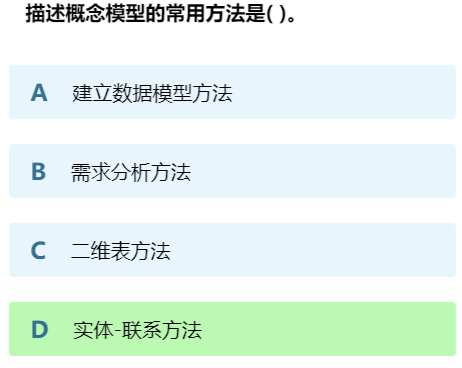 描述概念模型的常用方法是( )。
A 建立数据模型方法
B 需求分析方法
C 二维表方法
D 实体-联系方法